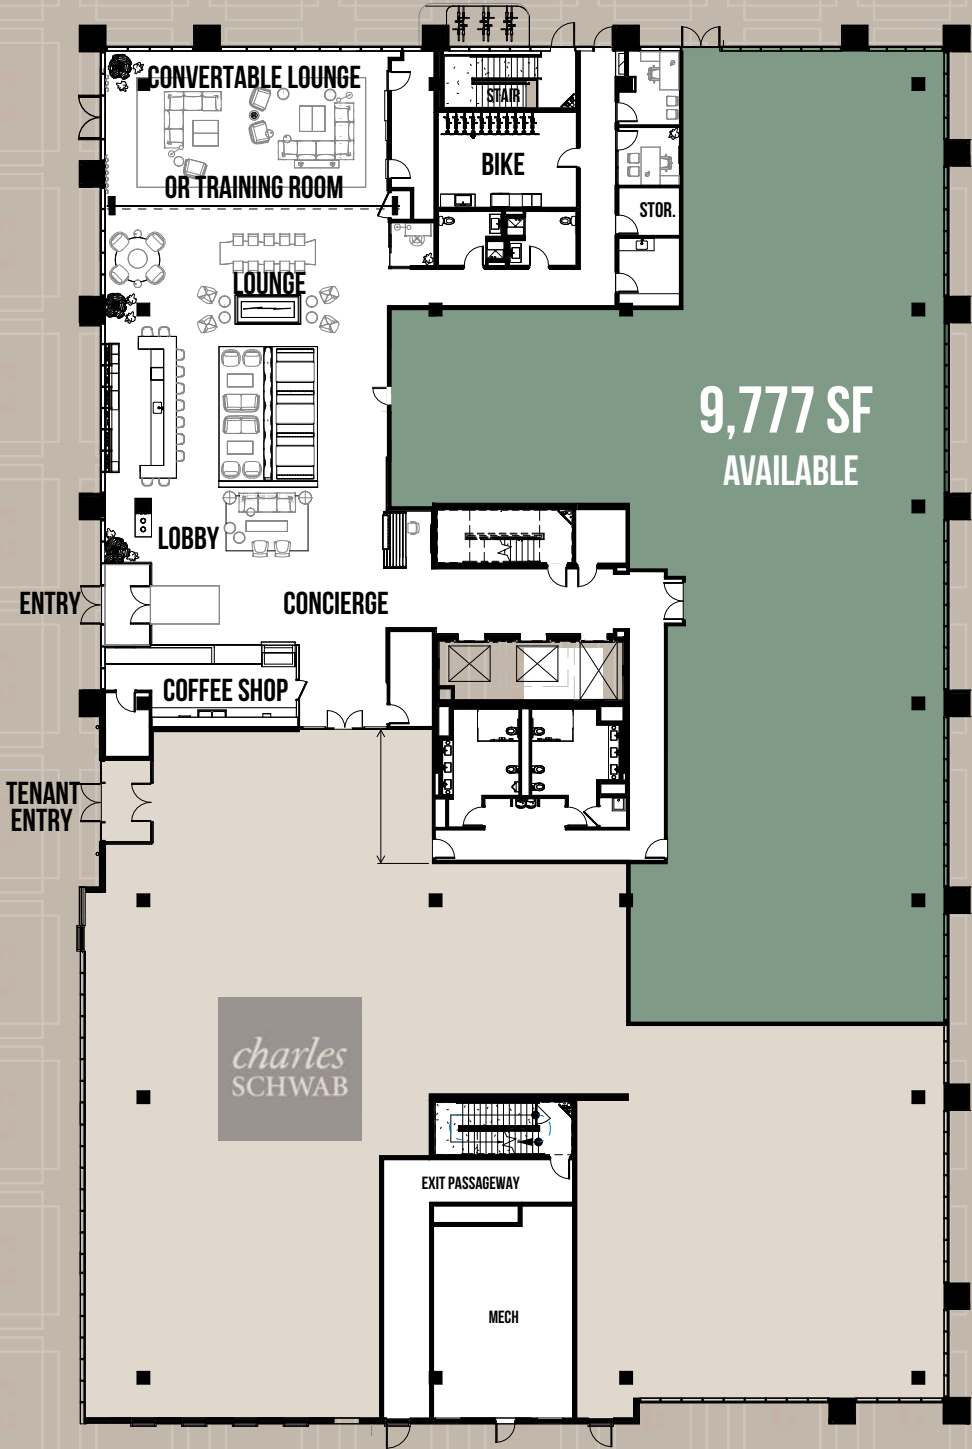 CONVERTABLE LOUNGE
OR TRAINING ROOM
STAIR
BIKE
STOR.
LOUNGE
9,777 SF
AVAILABLE
LOBBY
ENTRY
CONCIERGE
COFFEE SHOP
TENANT
ENTRY
charles
SCHWAB
EXIT PASSAGEWAY
MECH